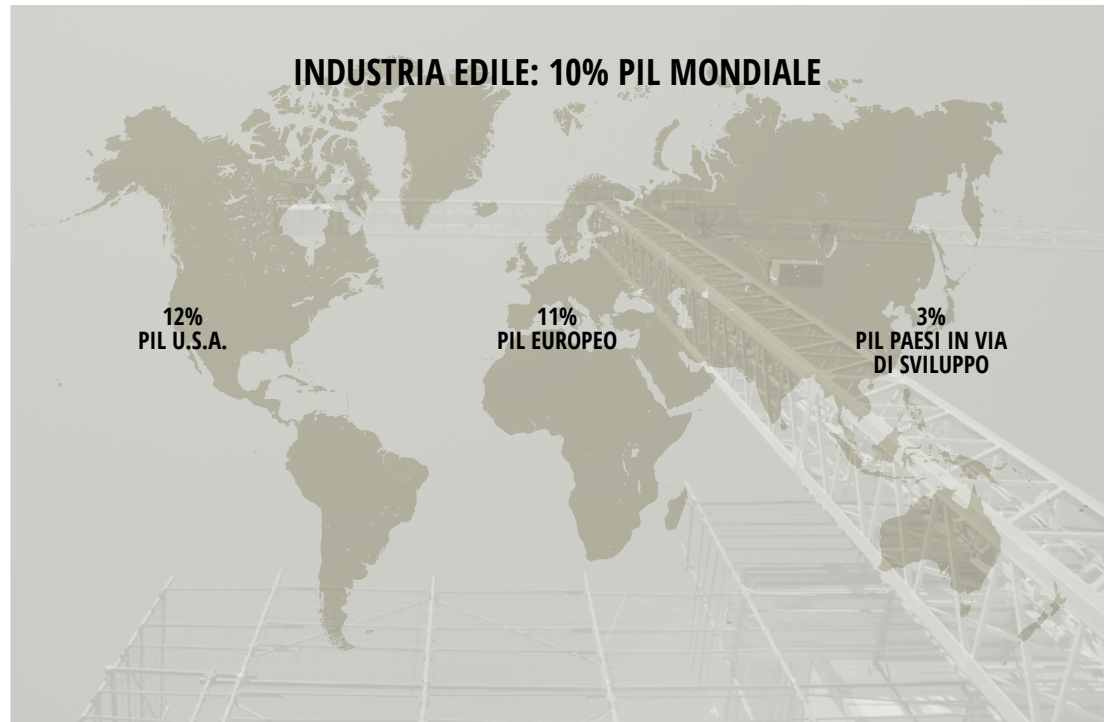 INDUSTRIA EDILE: 10% PIL MONDIALE
12%
PIL U.S.A.
11%
PIL EUROPEO
3%
PIL PAESI IN VIA
DI SVILUPPO